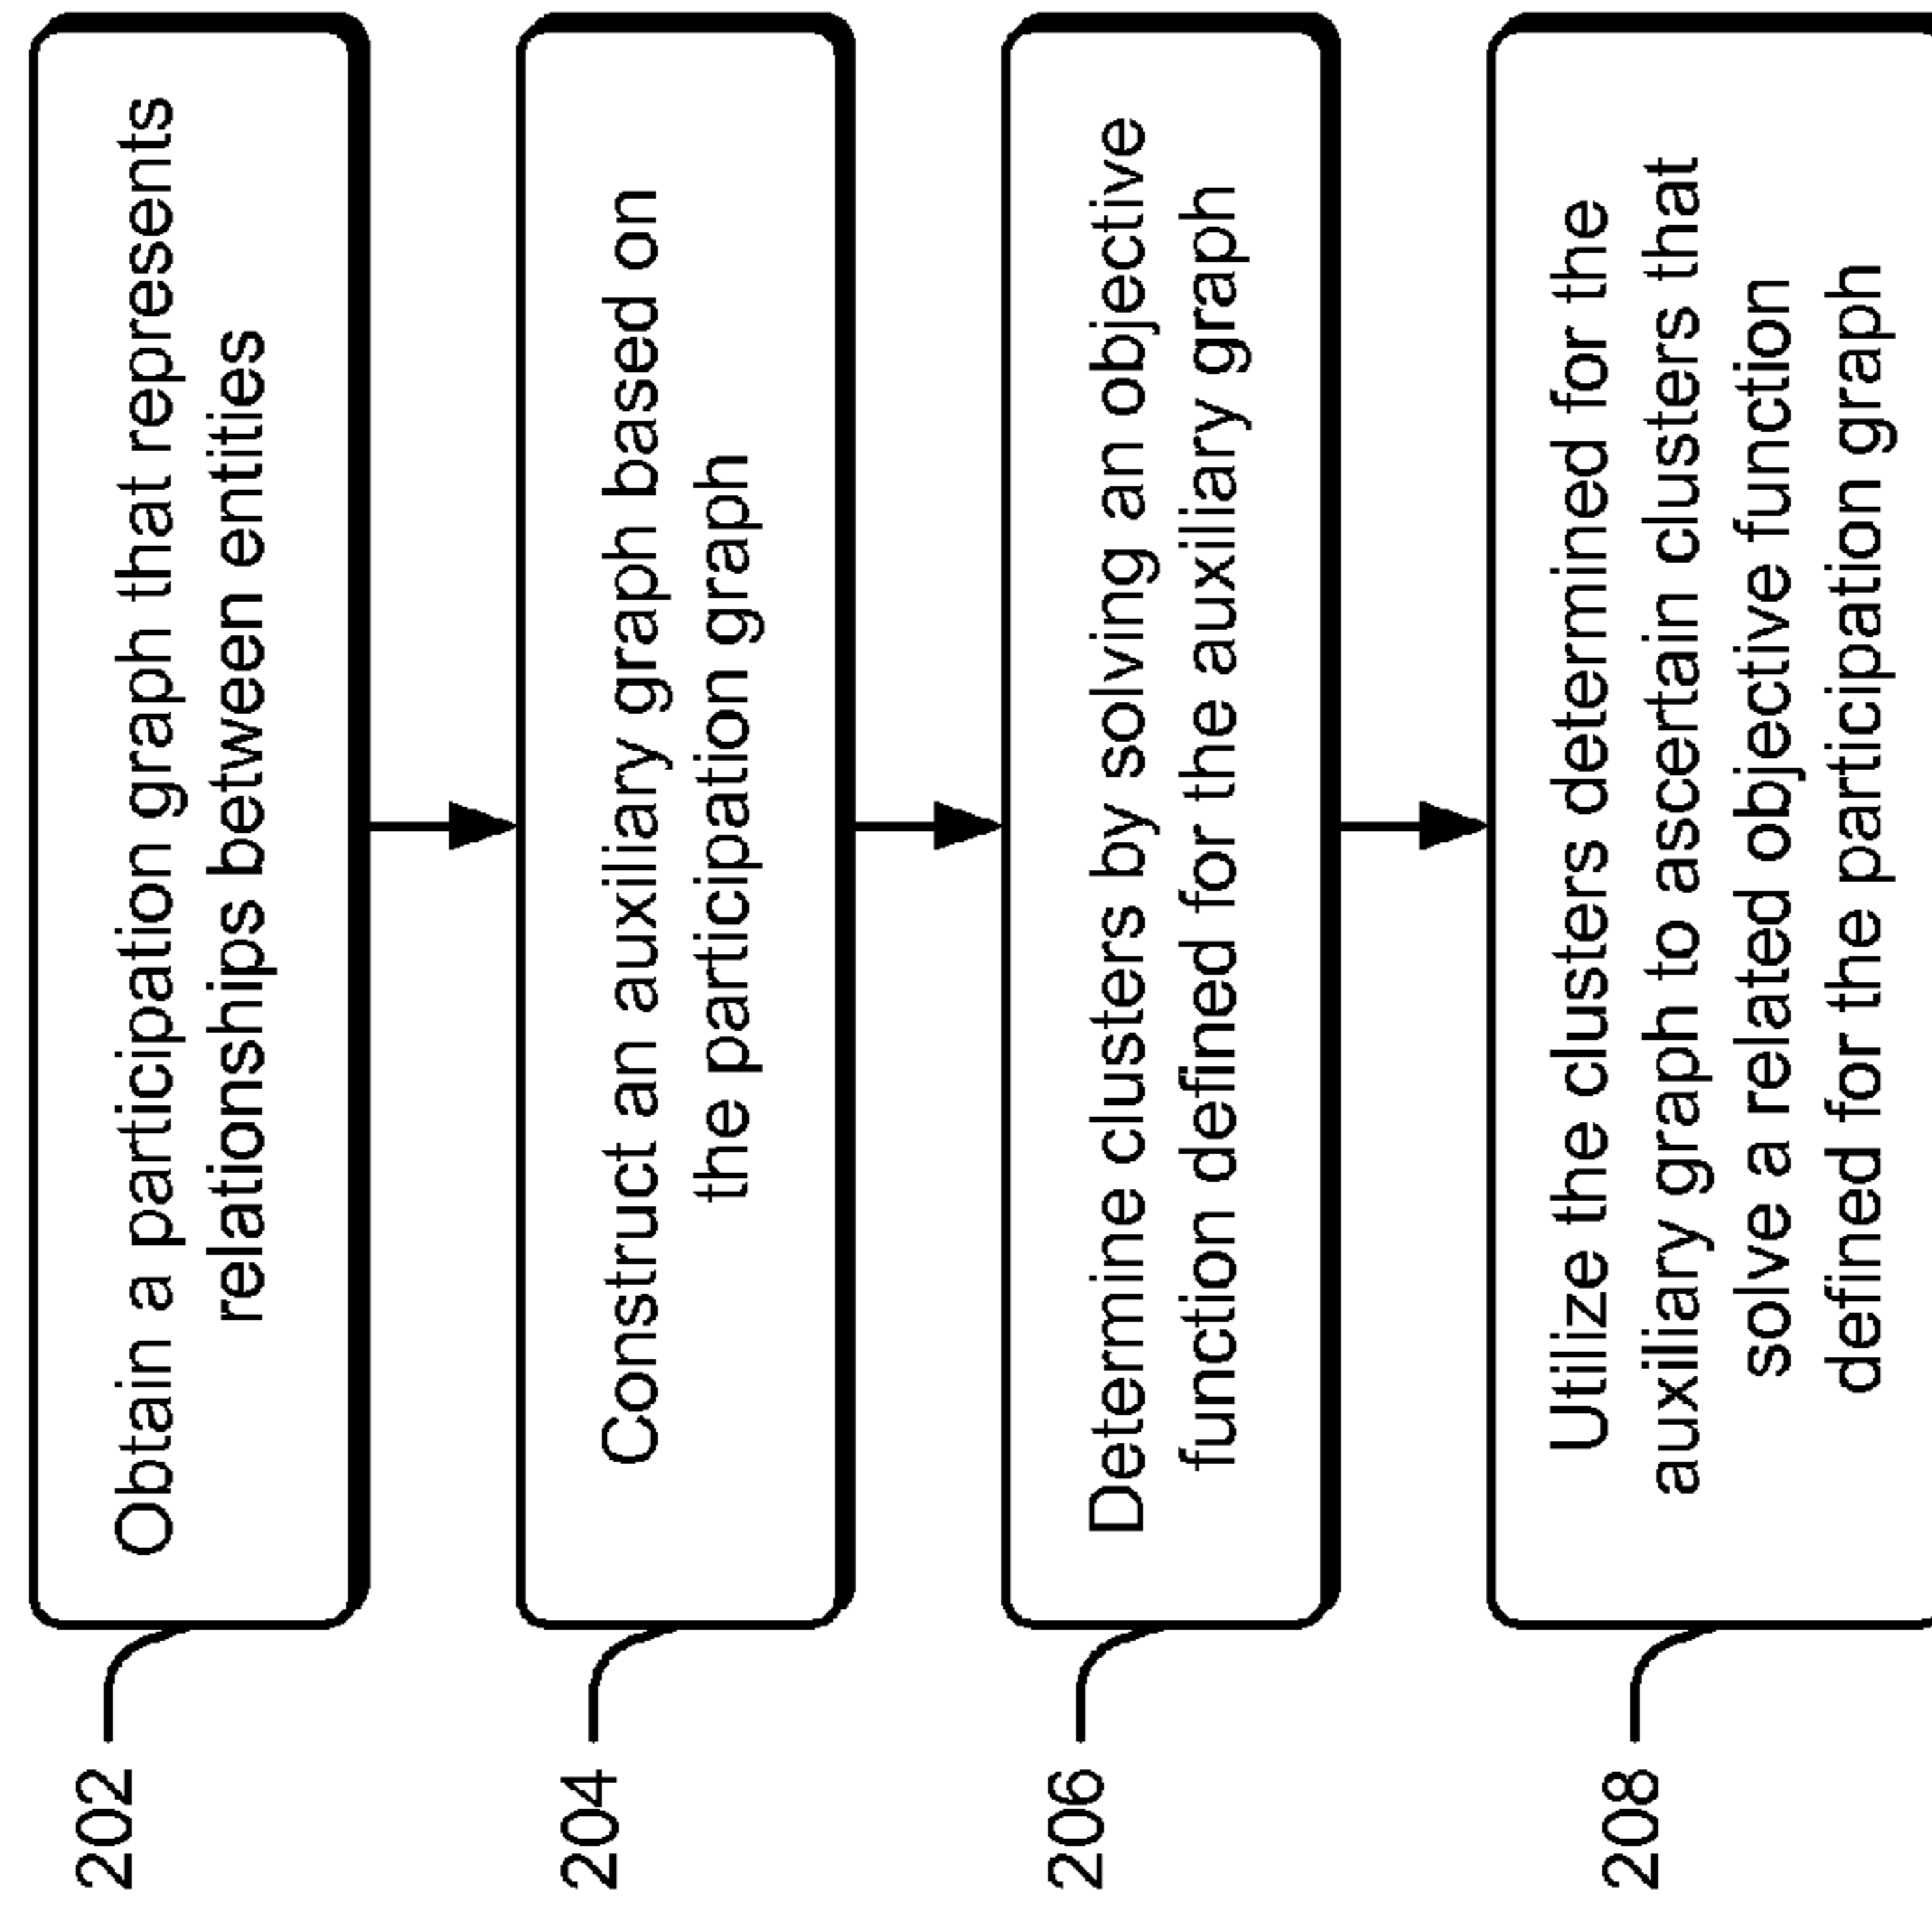 202
Obtain a participation graph that represents
relationships between entities
204
Construct an auxiliary graph based on
the participation graph
206
Determine clusters by solving an objective
function defined for the auxiliary graph
208
Utilize the clusters determined for the
auxiliary graph to ascertain clusters that
solve a related objective function
defined for the participation graph